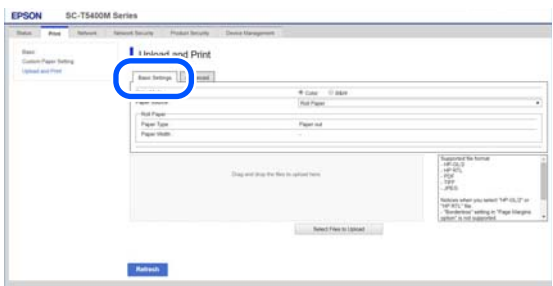 EPSON SC-T5400M Series
Status Print Network Network Security Product Security Device Management
Basic
Custom Paper Setting
Upload and Print
Upload and Print
Basic Settings
Color B&W
Roll Paper
Roll Paper
Paper Type Paper out
Paper Width -
Drag and drop the files to upload here.
Supported file format
- HP-GL/2
- HP RTL
- PDF
- TIFF
- JPEG
Notices when you select "HP-GL/2" or
"HP RTL" file.
- "Borderless" setting in "Page Margins
option" is not supported.
Select Files to Upload
Refresh